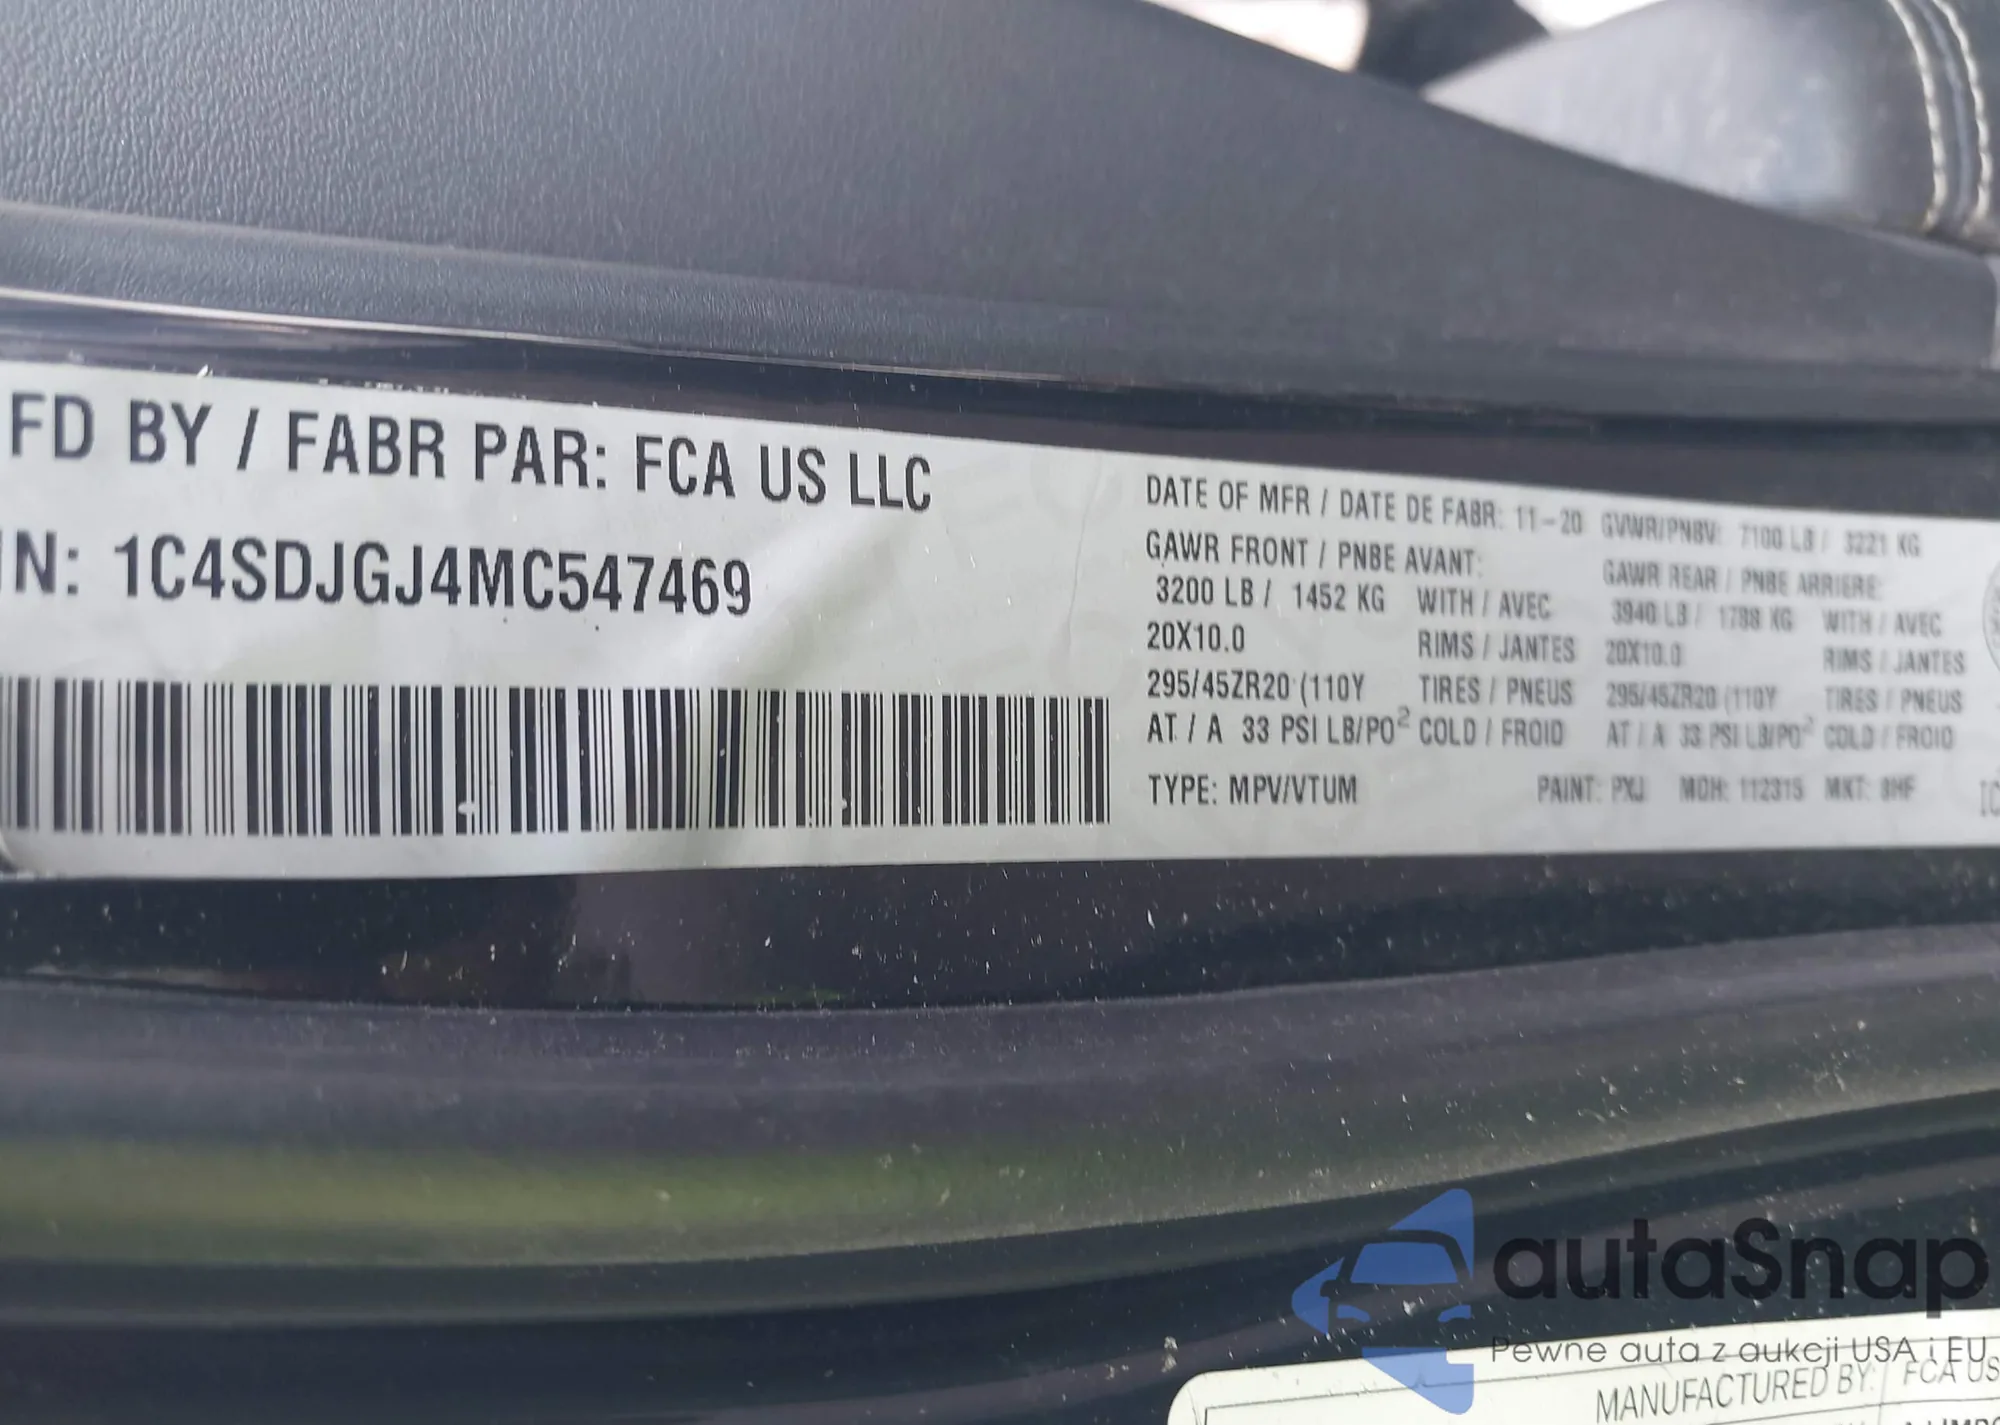 FD BY / FABR PAR: FCA US LLC
IN: 1C4SDJGJ4MC547469
DATE OF MFR / DATE DE FABR: 11-20 GVWR/PNBV: 7100 LB / 3221 KG
GAWR FRONT / PNBE AVANT:
3200 LB / 1452 KG WITH / AVEC
20X10.0 RIMS / JANTES
295/45ZR20 (110Y TIRES / PNEUS
AT / A 33 PSI LB/PO² COLD / FROID
GAWR REAR / PNBE ARRIERE:
3940 LB / 1788 KG WITH / AVEC
20X10.0 RIMS / JANTES
295/45ZR20 (110Y TIRES / PNEUS
AT / A 33 PSI LB/PO² COLD / FROID
TYPE: MPV/VTUM PAINT: PXJ MDH: 112315 MKT: BHF
autaSnap
Pewne auta z aukcji USA i EU
MANUFACTURED BY: FCA US